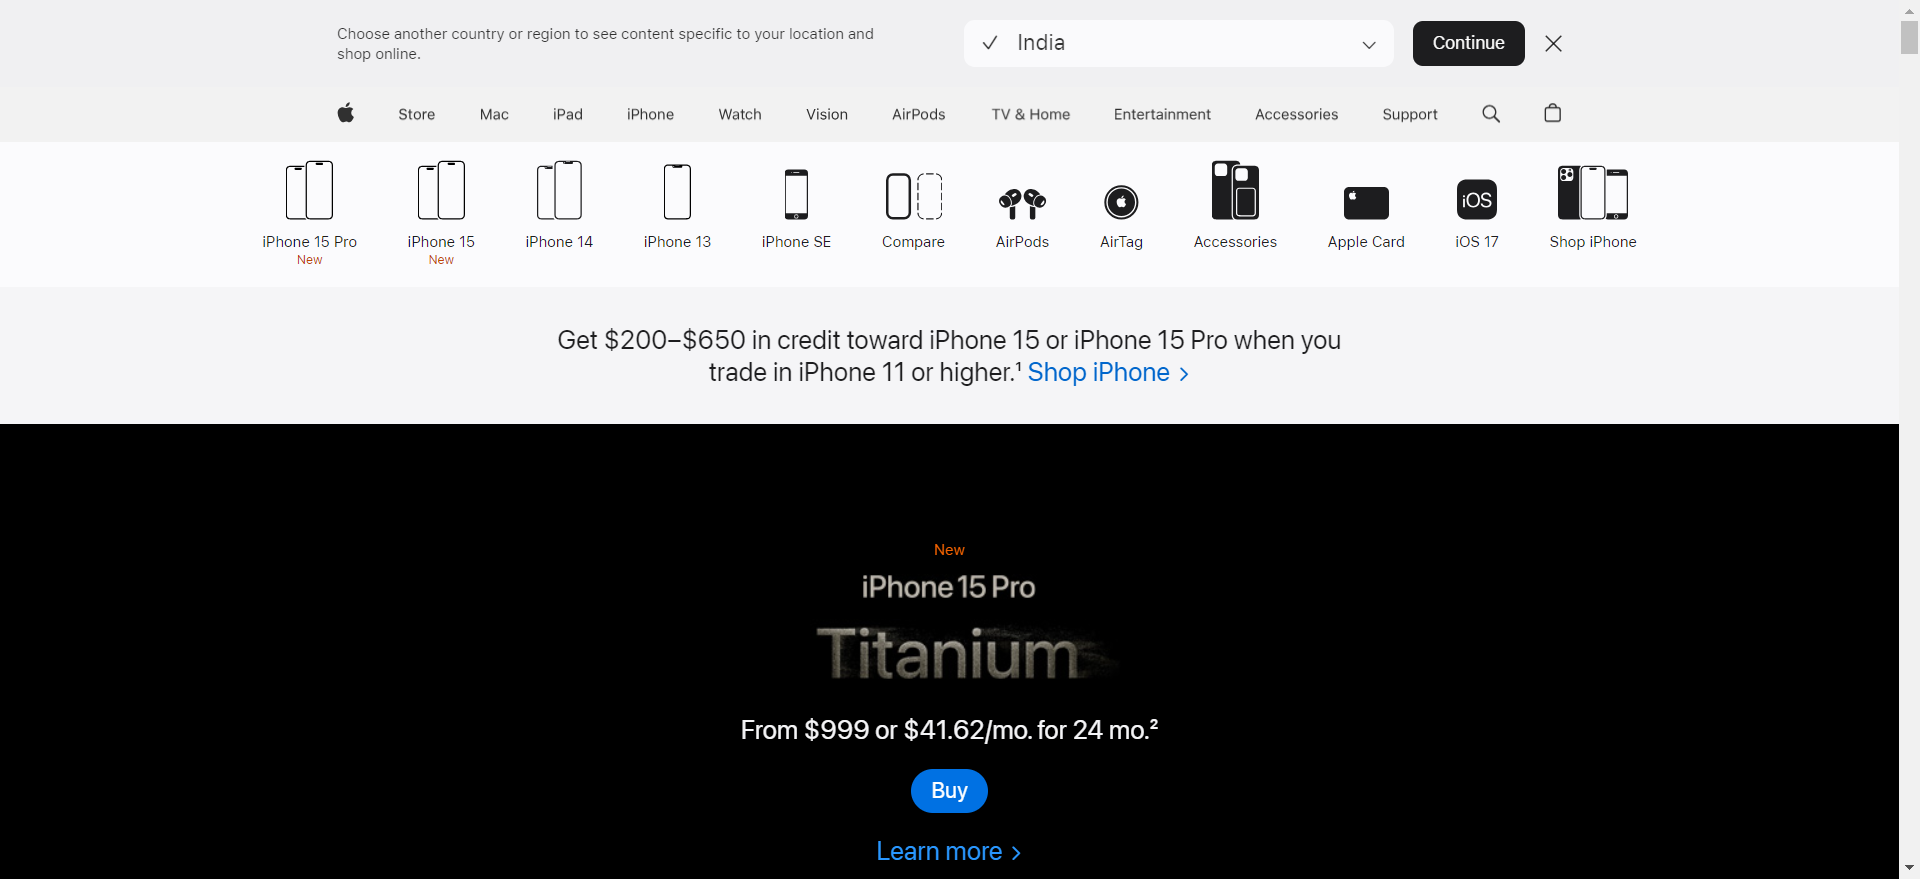 Choose another country or region to see content specific to your location and
shop online.
India
Continue
Store Mac iPad iPhone Watch Vision AirPods TV & Home Entertainment Accessories Support
iPhone 15 Pro iPhone 15 iPhone 14 iPhone 13 iPhone SE Compare AirPods AirTag Accessories Apple Card iOS iOS 17 Shop iPhone
New New
Get $200–$650 in credit toward iPhone 15 or iPhone 15 Pro when you
trade in iPhone 11 or higher.¹ Shop iPhone >
New
iPhone 15 Pro
Titanium
From $999 or $41.62/mo. for 24 mo.²
Buy
Learn more >